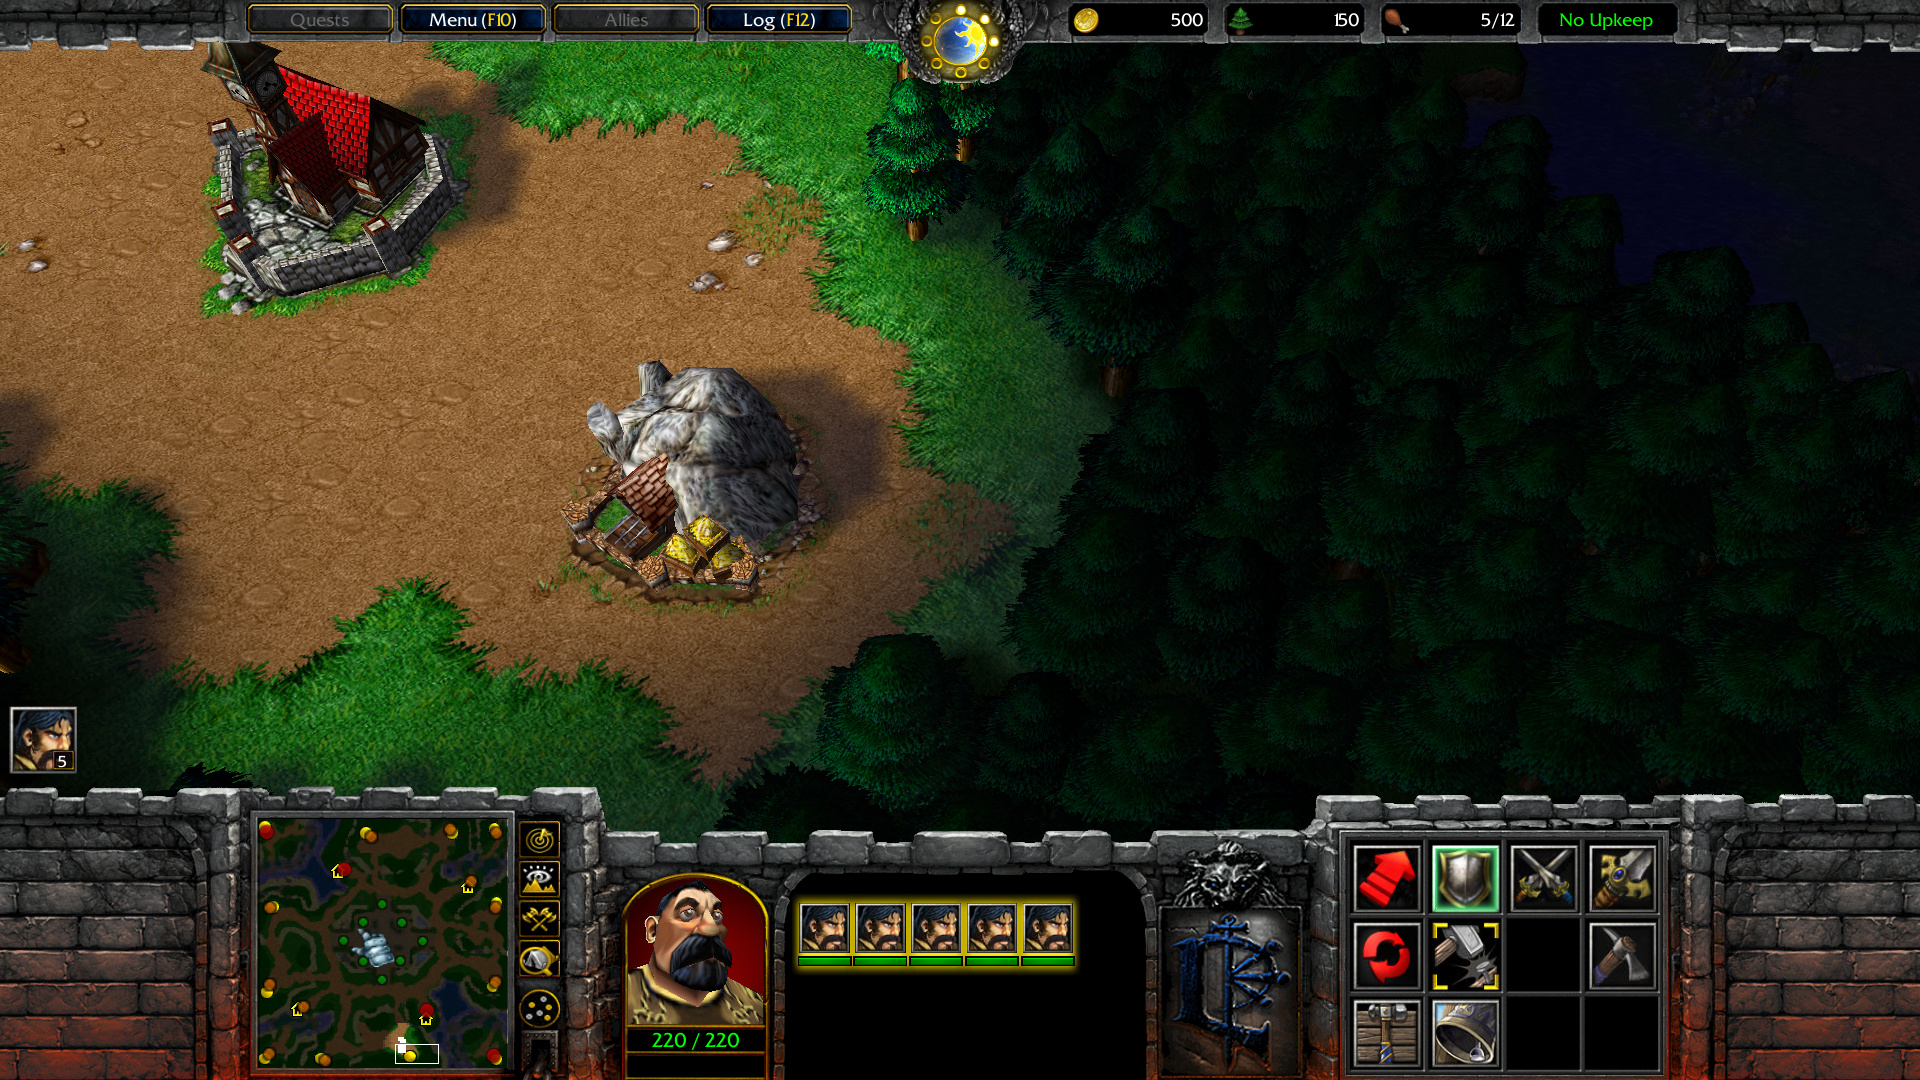 Quests
Menu (F10)
Allies
Log (F12)
500
150
5/12
No Upkeep
5
220 / 220